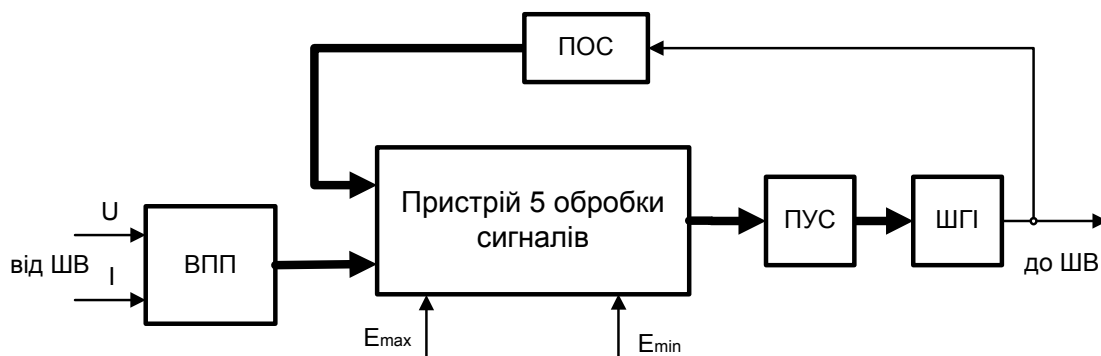 ПОС
Пристрій 5 обробки
сигналів
ПУС
ШГІ
U
від ШВ
I
ВПП
до ШВ
Emax
Emin